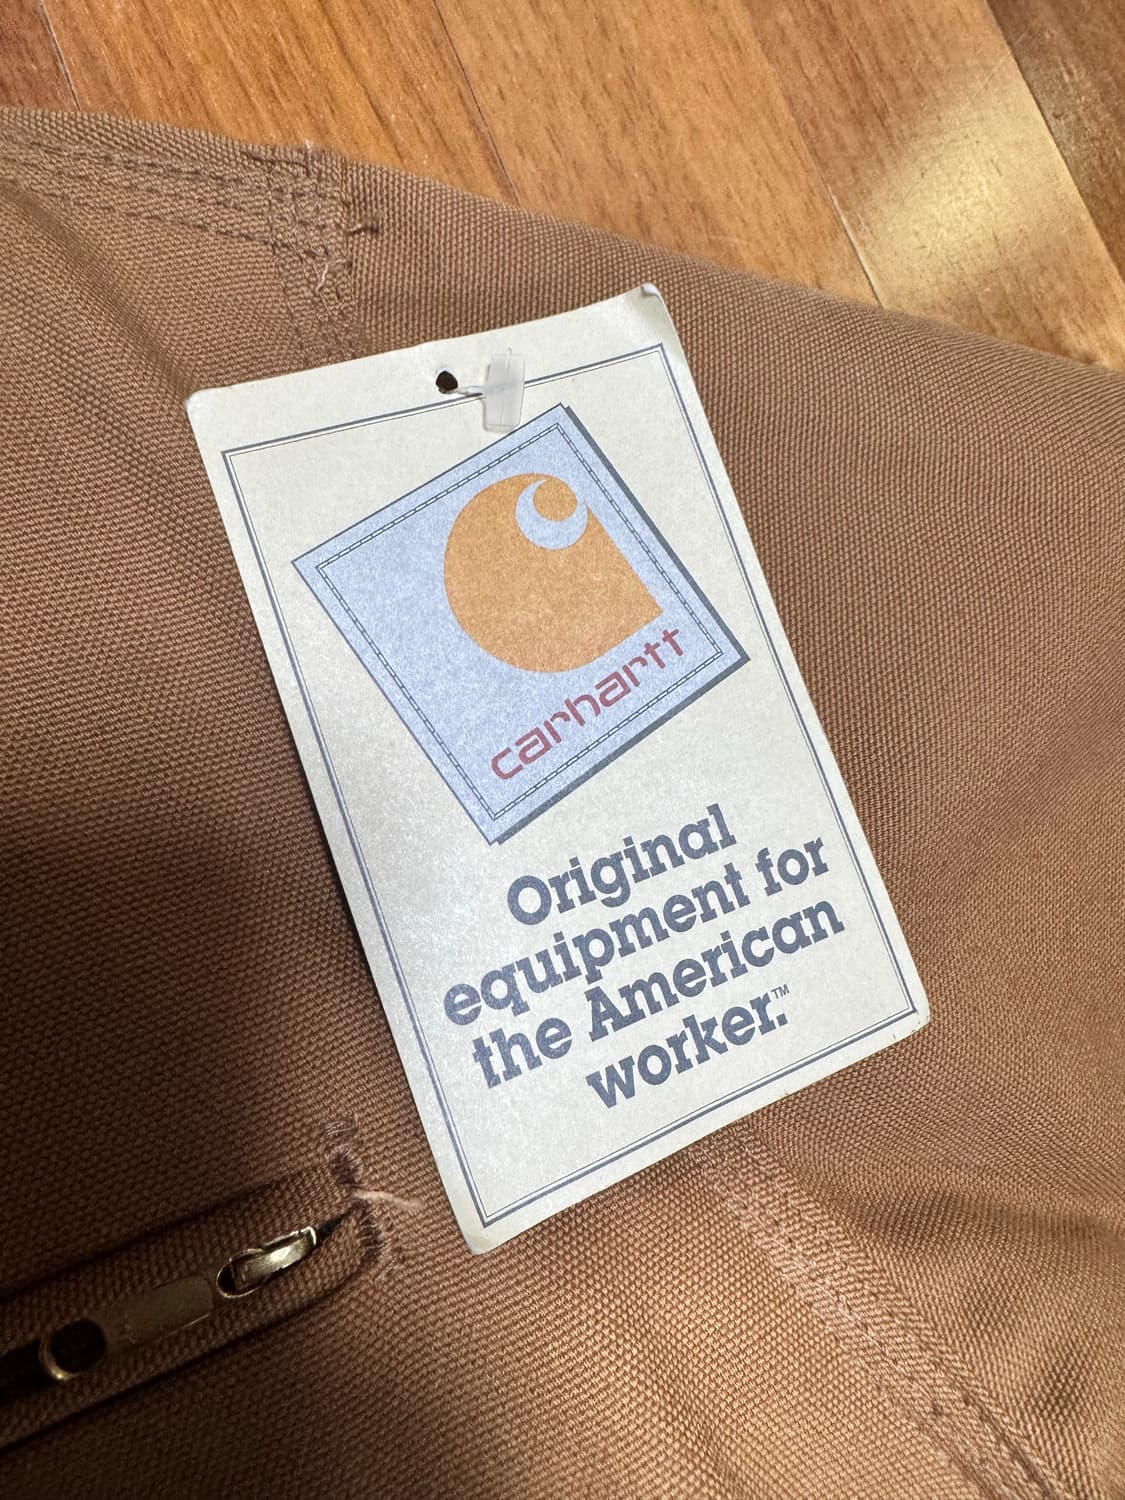 carhartt
Original
equipment for
the American
worker.™